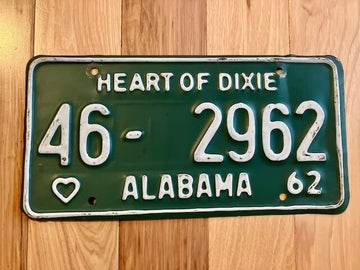 HEART OF DIXIE
46-2962
♡ ALABAMA 62